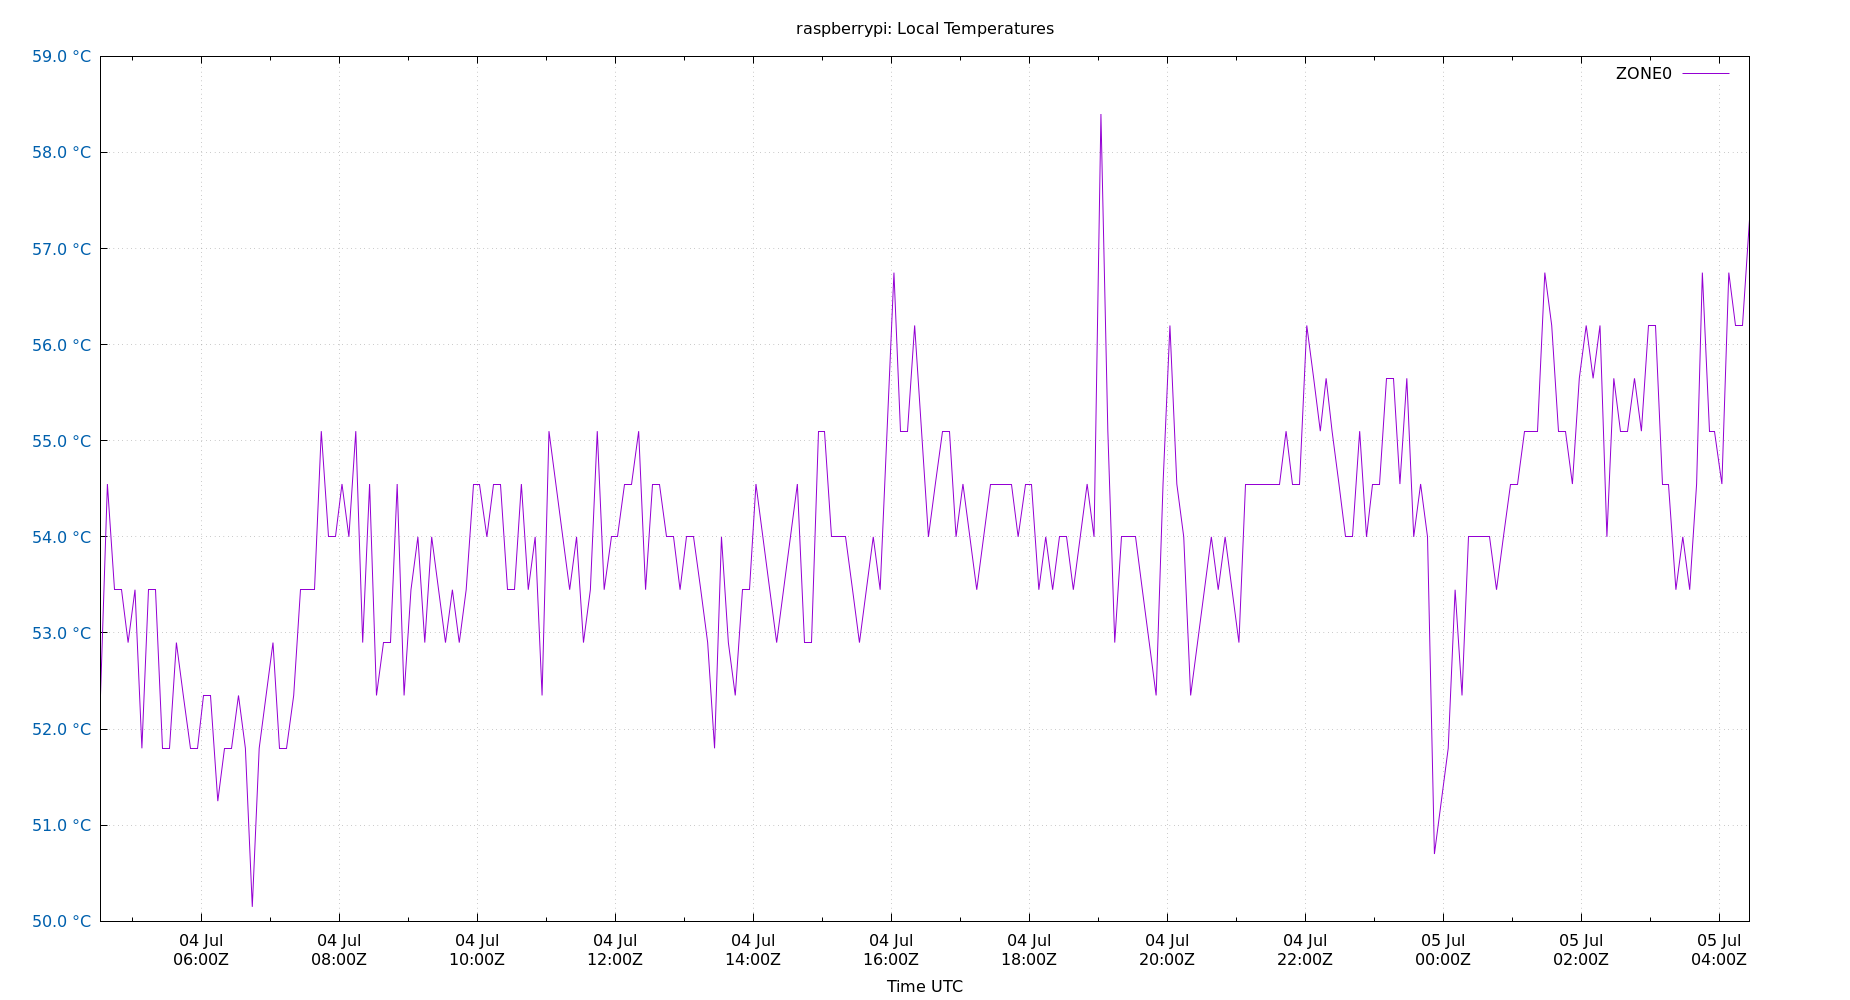 raspberrypi: Local Temperatures
59.0 °C
ZONE0
58.0 °C
57.0 °C
56.0 °C
55.0 °C
54.0 °C
53.0 °C
52.0 °C
51.0 °C
50.0 °C
04 Jul 04 Jul 04 Jul 04 Jul 04 Jul 04 Jul 04 Jul 04 Jul 04 Jul 05 Jul 05 Jul 05 Jul
06:00Z 08:00Z 10:00Z 12:00Z 14:00Z 16:00Z 18:00Z 20:00Z 22:00Z 00:00Z 02:00Z 04:00Z
Time UTC